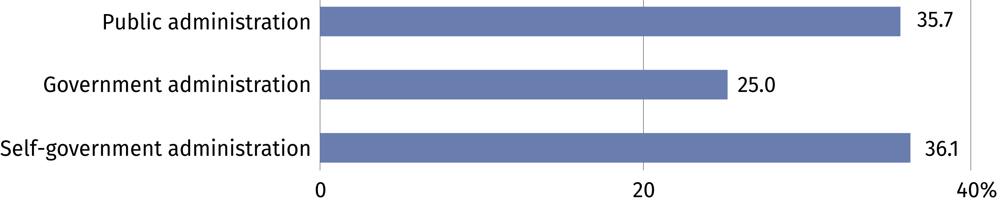 Public administration 35.7
Government administration 25.0
Self-government administration 36.1
0 20 40%